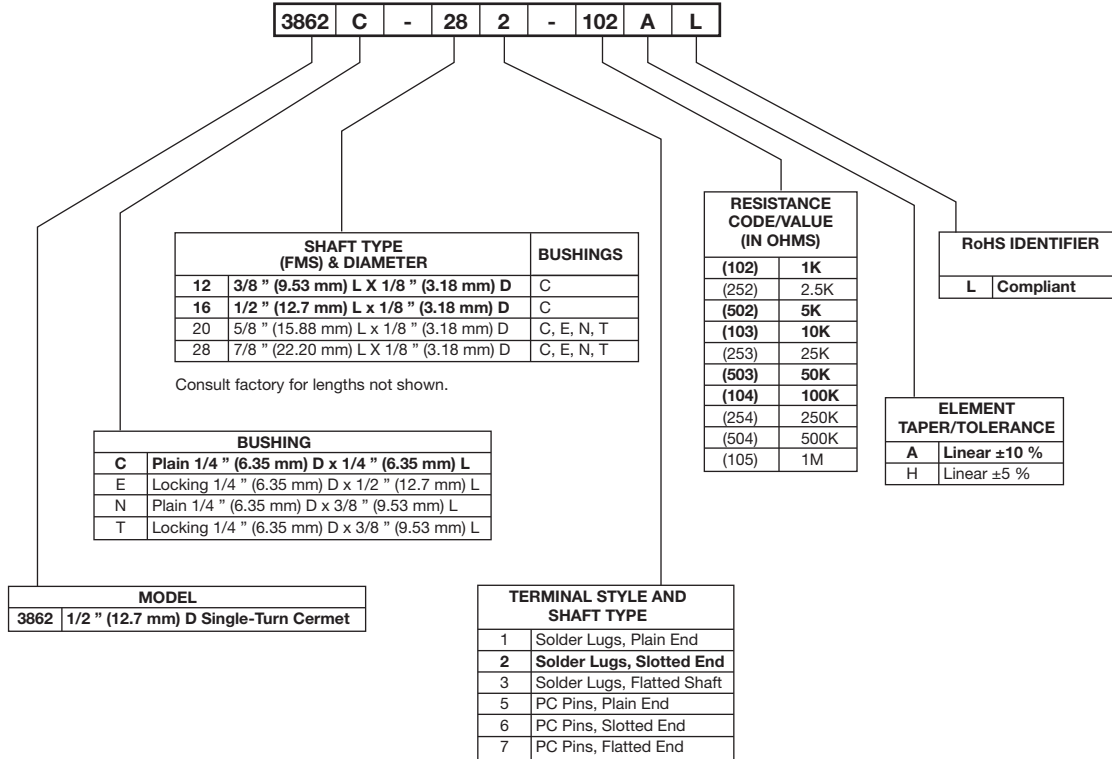 3862 C - 28 2 - 102 A L
SHAFT TYPE
(FMS) & DIAMETER
BUSHINGS
12 3/8 ” (9.53 mm) L X 1/8 ” (3.18 mm) D C
16 1/2 ” (12.7 mm) L x 1/8 ” (3.18 mm) D C
20 5/8 ” (15.88 mm) L x 1/8 ” (3.18 mm) D C, E, N, T
28 7/8 ” (22.20 mm) L X 1/8 ” (3.18 mm) D C, E, N, T
Consult factory for lengths not shown.
RESISTANCE
CODE/VALUE
(IN OHMS)
(102) 1K
(252) 2.5K
(502) 5K
(103) 10K
(253) 25K
(503) 50K
(104) 100K
(254) 250K
(504) 500K
(105) 1M
RoHS IDENTIFIER
L Compliant
ELEMENT
TAPER/TOLERANCE
A Linear ±10 %
H Linear ±5 %
BUSHING
C Plain 1/4 ” (6.35 mm) D x 1/4 ” (6.35 mm) L
E Locking 1/4 ” (6.35 mm) D x 1/2 ” (12.7 mm) L
N Plain 1/4 ” (6.35 mm) D x 3/8 ” (9.53 mm) L
T Locking 1/4 ” (6.35 mm) D x 3/8 ” (9.53 mm) L
MODEL
3862 1/2 ” (12.7 mm) D Single-Turn Cermet
TERMINAL STYLE AND
SHAFT TYPE
1 Solder Lugs, Plain End
2 Solder Lugs, Slotted End
3 Solder Lugs, Flatted Shaft
5 PC Pins, Plain End
6 PC Pins, Slotted End
7 PC Pins, Flatted End